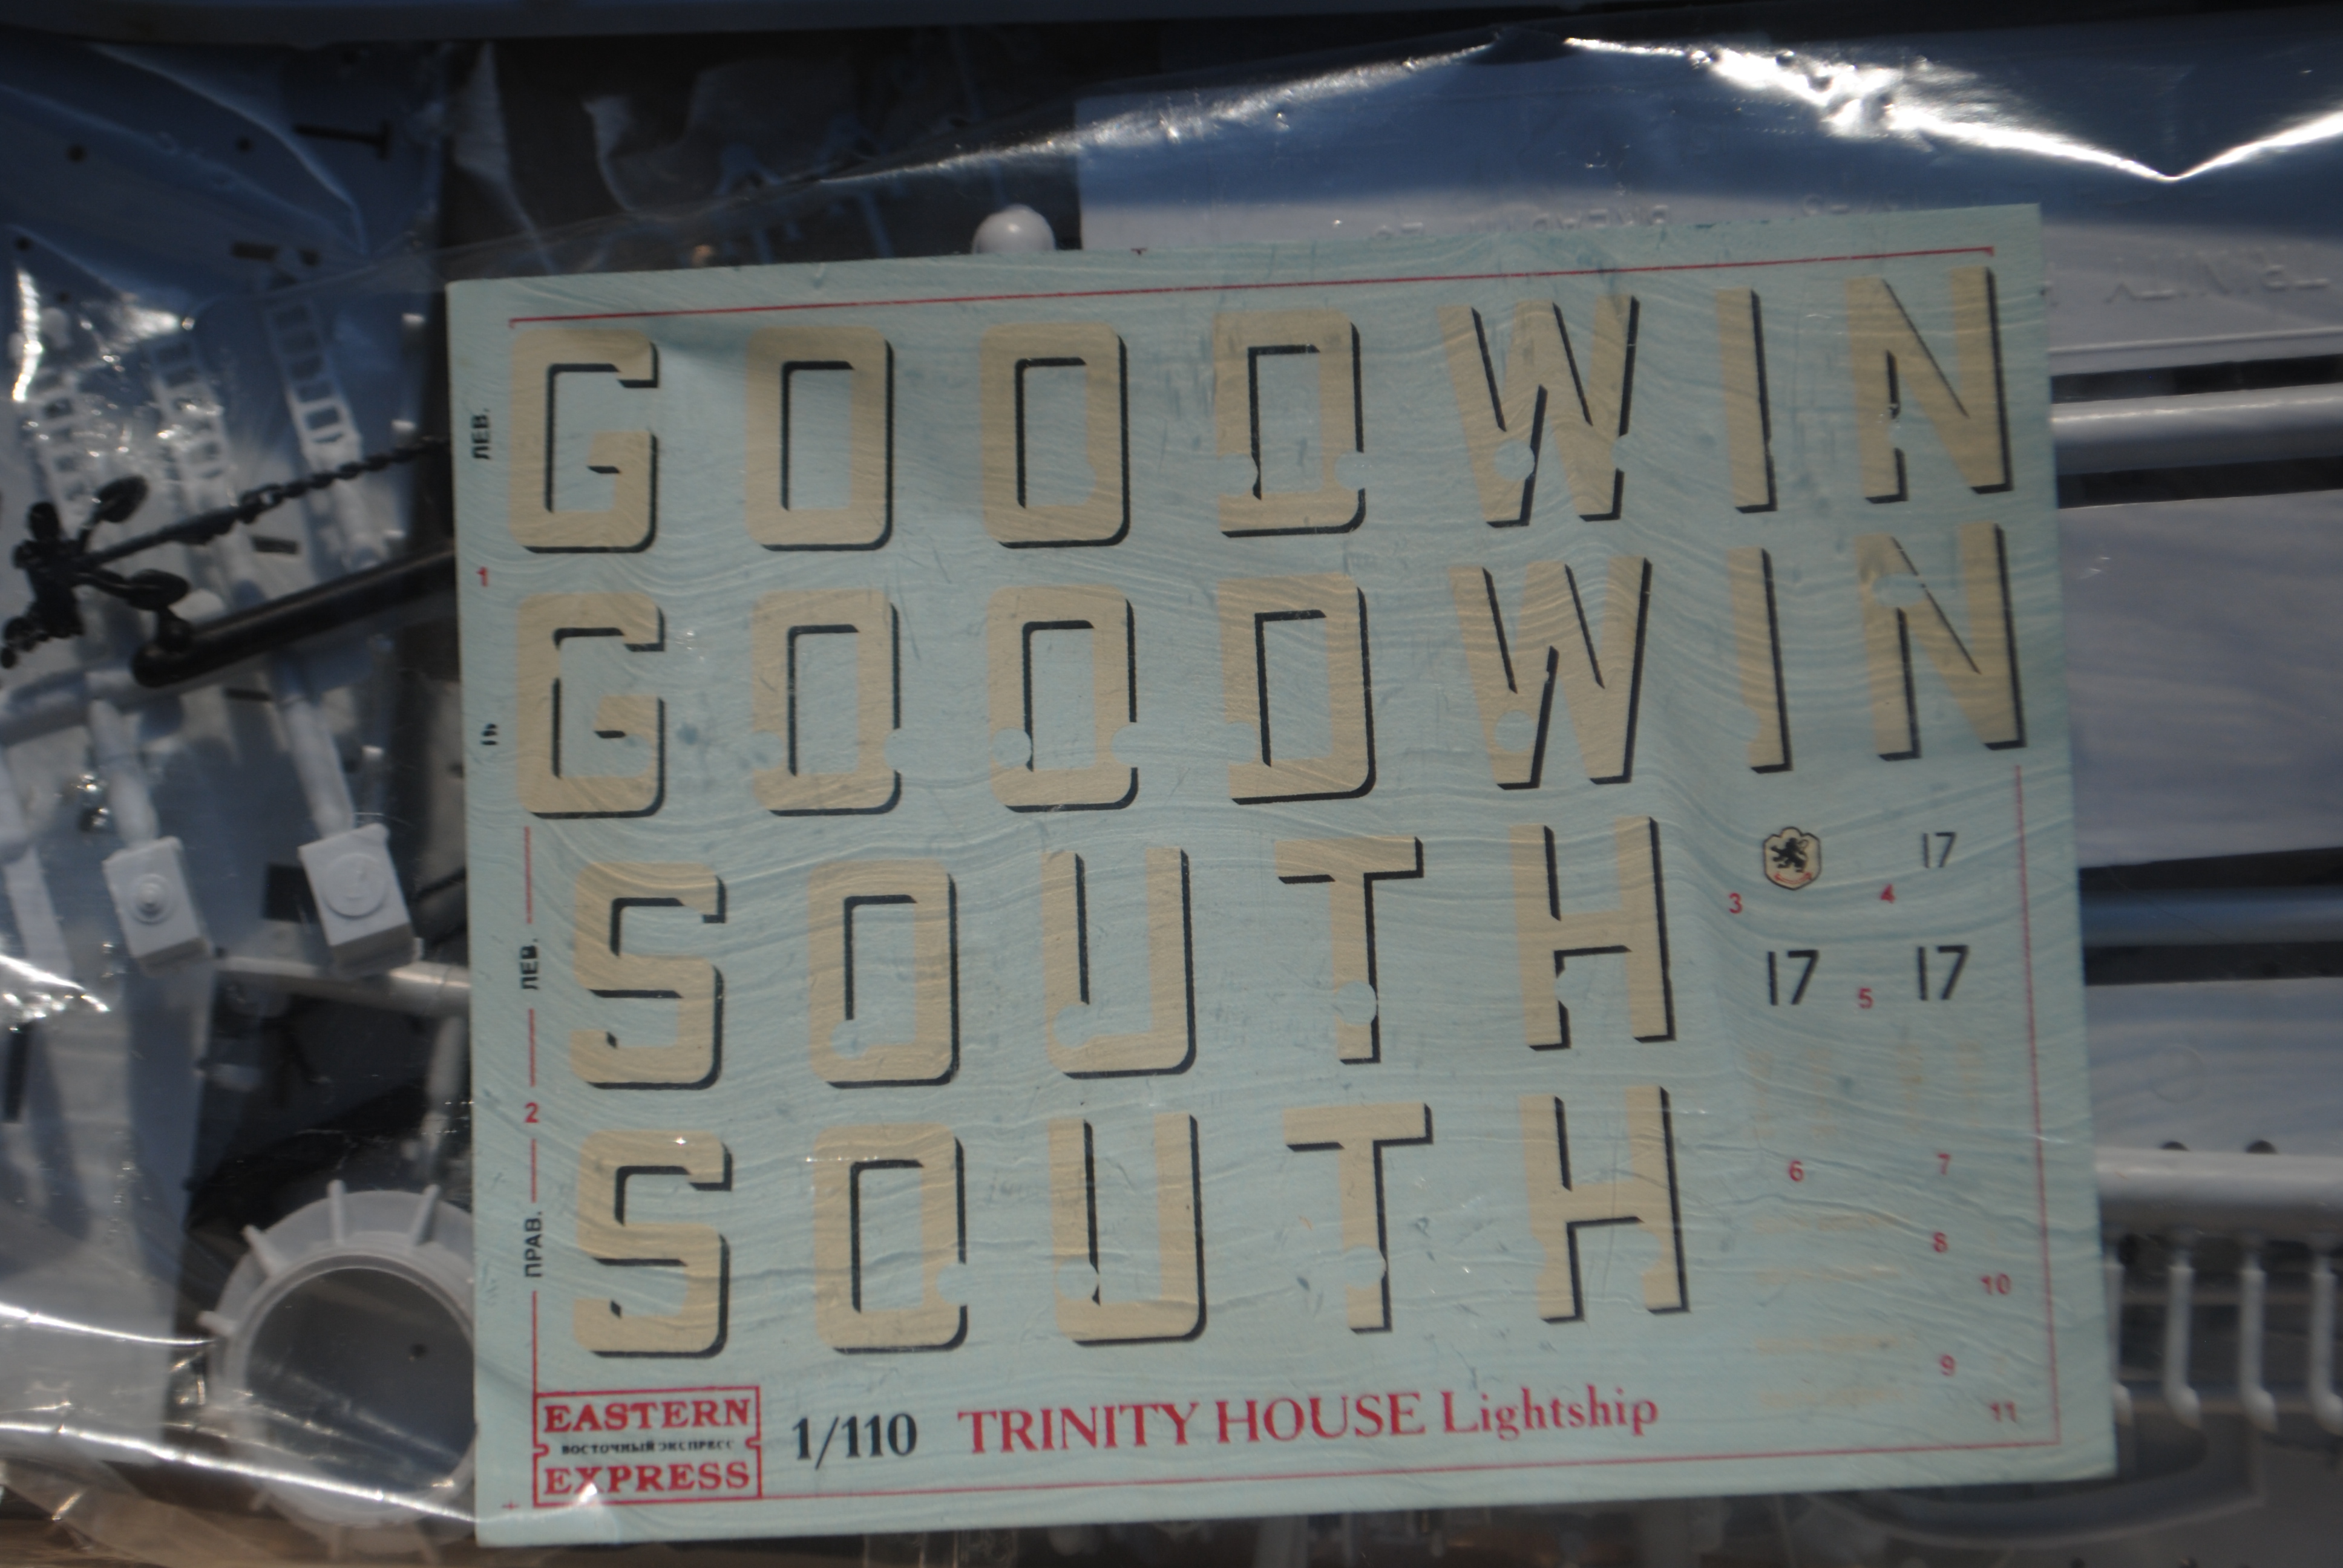 ЛЕВ.
GOODWIN
1
GOODWIN
ЛЕВ.
SOUTH
3
17
4
17
5
17
2
ПРАВ.
SOUTH
6
7
8
10
9
11
EASTERN
ВОСТОЧНЫЙ ЭКСПРЕСС
EXPRESS
1/110 TRINITY HOUSE Lightship